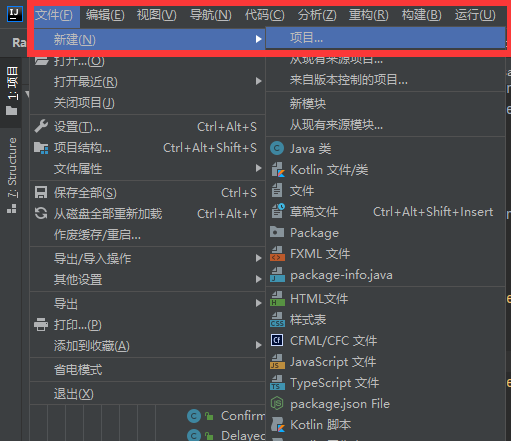 IJ 文件(F) 编辑(E) 视图(V) 导航(N) 代码(C) 分析(Z) 重构(R) 构建(B) 运行(U)
Ra
1: 项目
7: Structure
新建(N)
打开...(O)
打开最近(R)
关闭项目(J)
设置(T)... Ctrl+Alt+S
项目结构... Ctrl+Alt+Shift+S
文件属性
保存全部(S) Ctrl+S
从磁盘全部重新加载 Ctrl+Alt+Y
作废缓存/重启...
导出/导入操作
其他设置
导出
打印...(P)
添加到收藏(A)
省电模式
退出(X)
项目...
从现有来源项目...
来自版本控制的项目...
新模块
从现有来源模块...
C Java 类
Kotlin 文件/类
文件
草稿文件 Ctrl+Alt+Shift+Insert
Package
FXML 文件
package-info.java
HTML文件
CSS 样式表
CF CFML/CFC 文件
JS JavaScript 文件
TS TypeScript 文件
JS package.json File
Kotlin 脚本
C Confirm
C Delayed